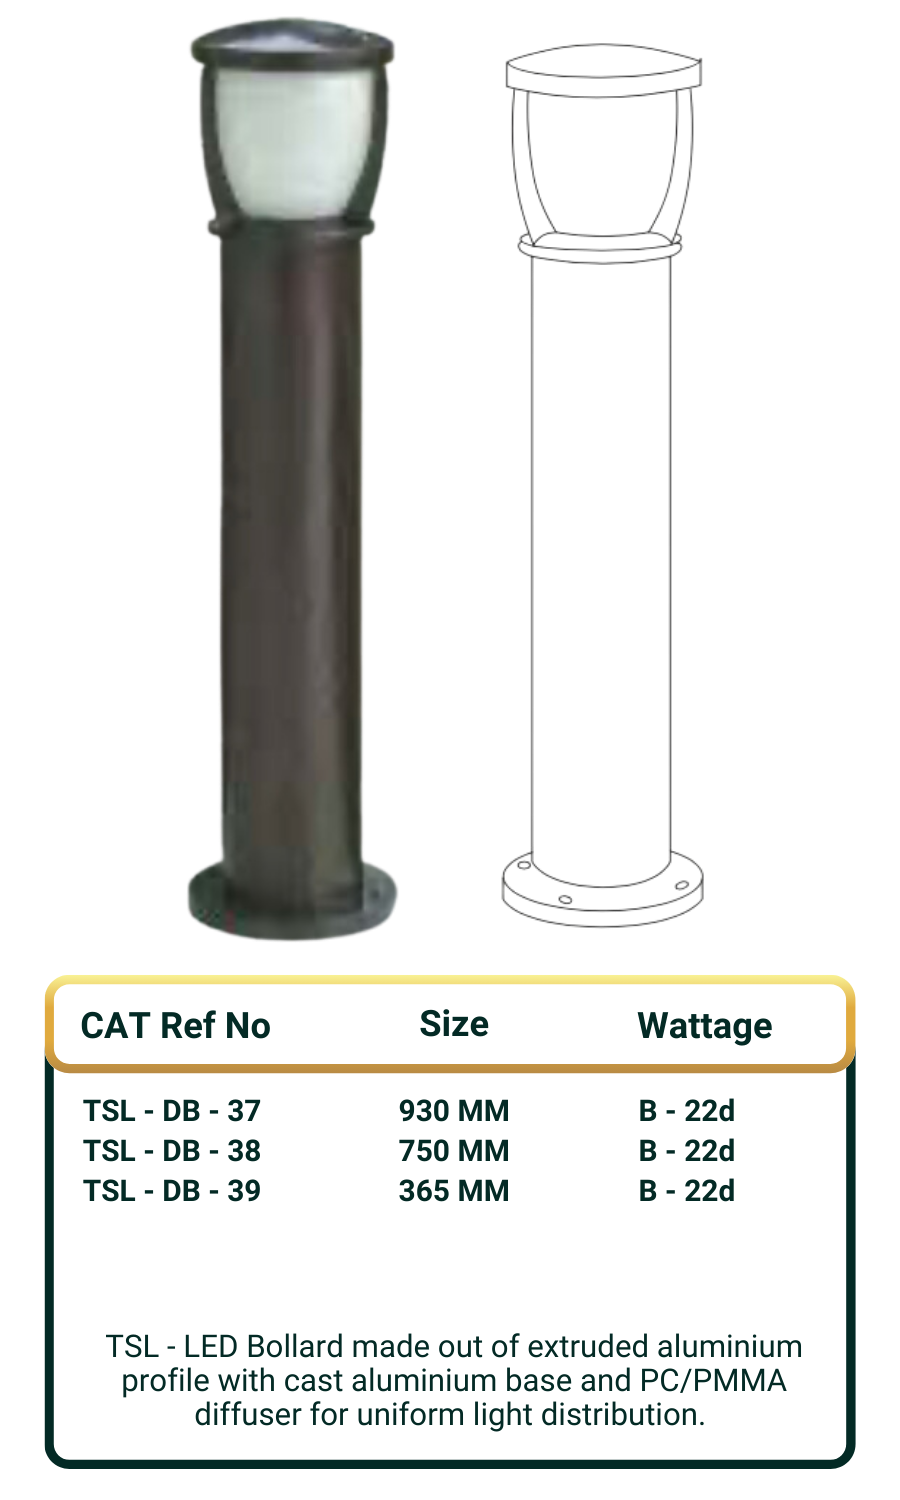 CAT Ref No Size Wattage
TSL - DB - 37 930 MM B - 22d
TSL - DB - 38 750 MM B - 22d
TSL - DB - 39 365 MM B - 22d
TSL - LED Bollard made out of extruded aluminium
profile with cast aluminium base and PC/PMMA
diffuser for uniform light distribution.